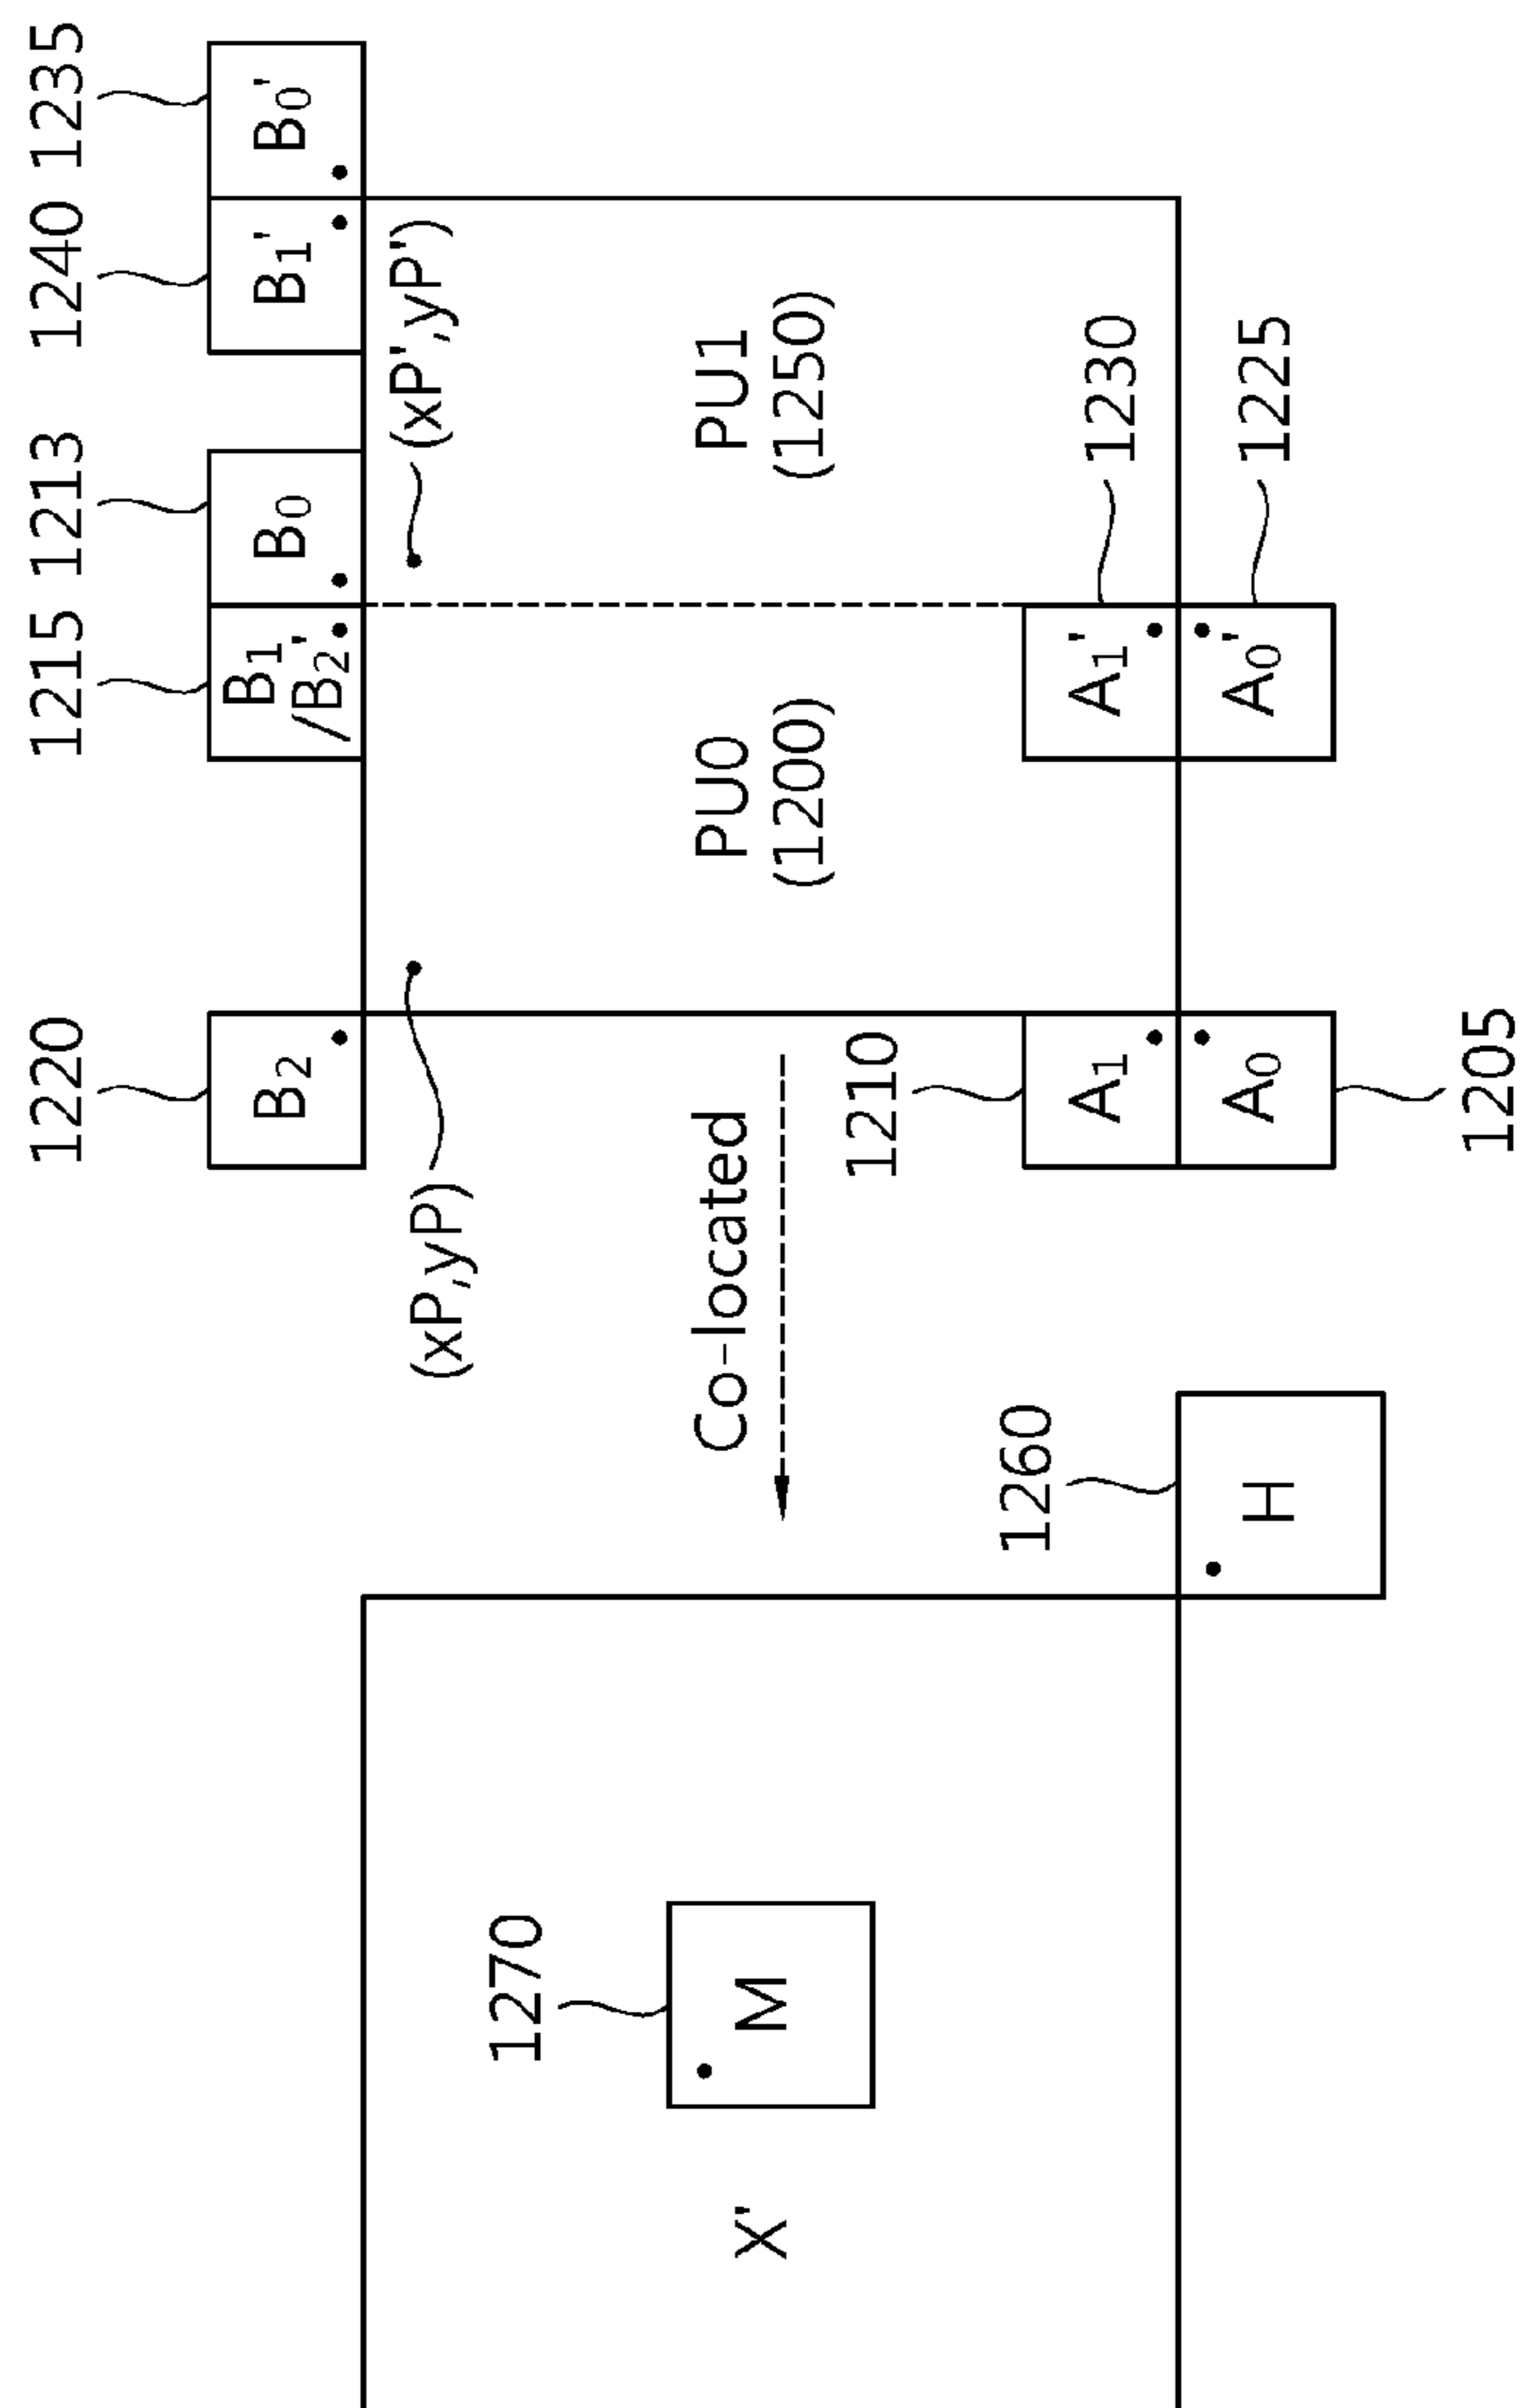 1220
1215
1213
1240
1235
B₂
B₁
/B₂'
B₀
B₁'
B₀'
(xP,yP)
(xP',yP')
1270
X'
M
Co-located
PU0
(1200)
PU1
(1250)
1260
1210
1230
A₁
A₁'
H
A₀
A₀'
1225
1205